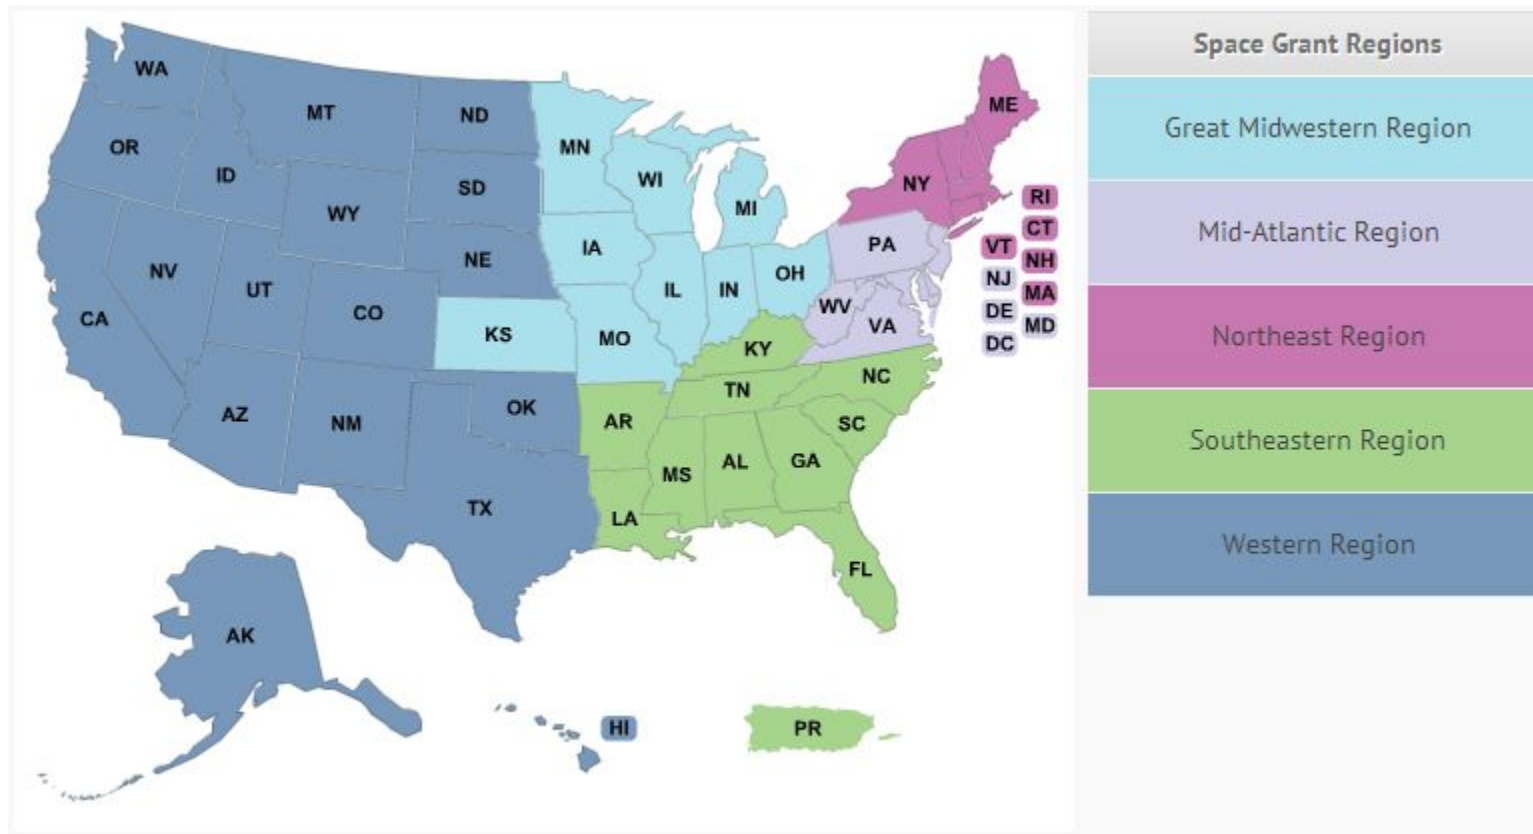 WA
MT
ND
MN
ME
OR
ID
SD
WI
NY
WY
MI
RI
CT
VT
NH
NJ
MA
DE
MD
DC
NV
UT
NE
IA
PA
CA
CO
IL
IN
OH
WV
VA
KS
MO
KY
AZ
NM
OK
AR
TN
NC
SC
TX
MS
AL
GA
LA
FL
AK
HI
PR
Space Grant Regions
Great Midwestern Region
Mid-Atlantic Region
Northeast Region
Southeastern Region
Western Region